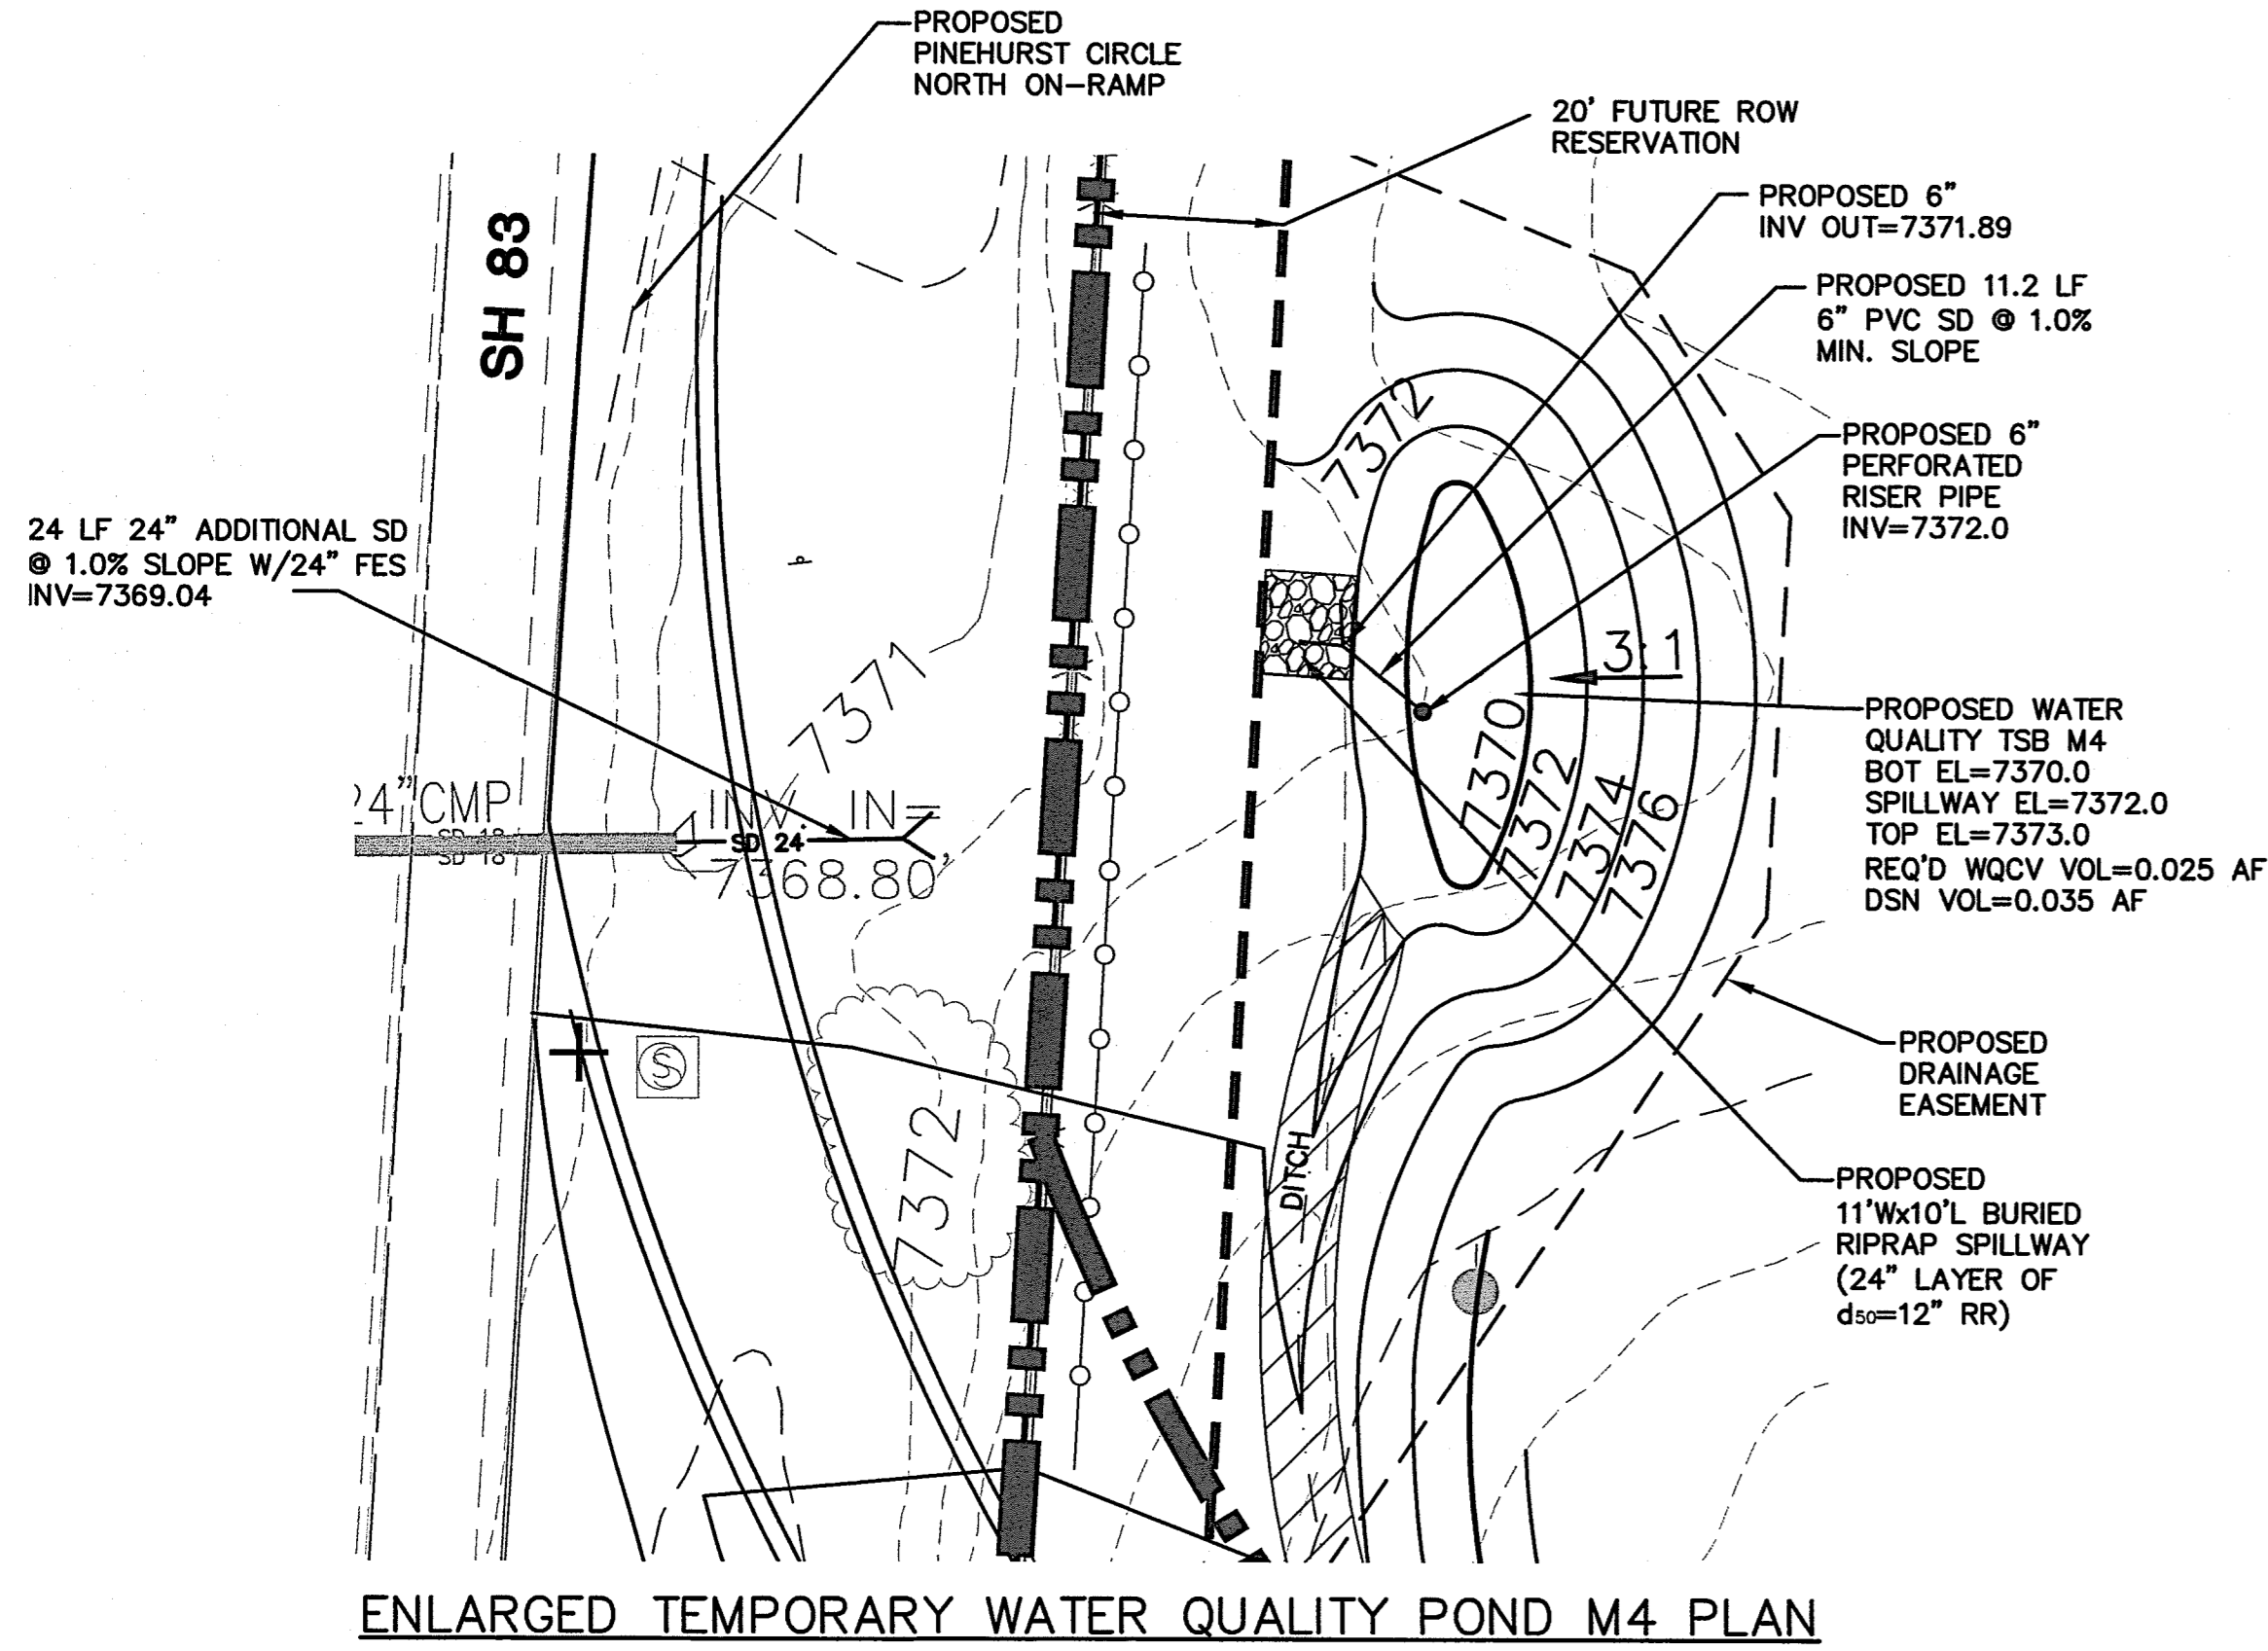 PROPOSED
PINEHURST CIRCLE
NORTH ON-RAMP
20' FUTURE ROW
RESERVATION
PROPOSED 6"
INV OUT=7371.89
PROPOSED 11.2 LF
6" PVC SD @ 1.0%
MIN. SLOPE
SH 83
7372
PROPOSED 6"
PERFORATED
RISER PIPE
INV=7372.0
24 LF 24" ADDITIONAL SD
@ 1.0% SLOPE W/24" FES
INV=7369.04
3:1
7371
7370
7372
7374
7376
PROPOSED WATER
QUALITY TSB M4
BOT EL=7370.0
SPILLWAY EL=7372.0
TOP EL=7373.0
REQ'D WQCV VOL=0.025 AF
DSN VOL=0.035 AF
24" CMP
INV. IN=
SD 18
SD 18
SD 24
7368.80'
S
PROPOSED
DRAINAGE
EASEMENT
7372
DITCH
PROPOSED
11'Wx10'L BURIED
RIPRAP SPILLWAY
(24" LAYER OF
d50=12" RR)
ENLARGED TEMPORARY WATER QUALITY POND M4 PLAN